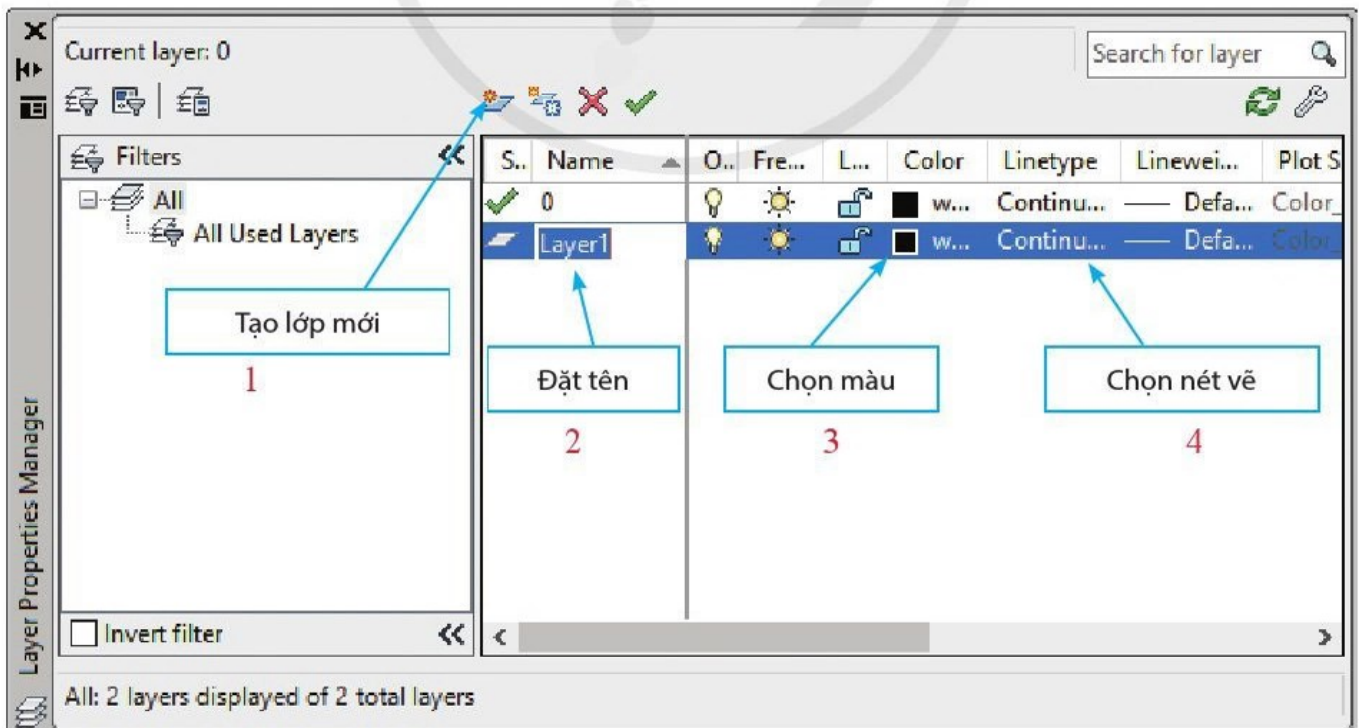 Current layer: 0
Search for layer
Filters
All
All Used Layers
S.. Name O.. Fre... L... Color Linetype Linewei... Plot S
0 w... Continu... Defa... Color_
Layer1 w... Continu... Defa... Color_
Tạo lớp mới
1
Đặt tên
2
Chọn màu
3
Chọn nét vẽ
4
Invert filter
All: 2 layers displayed of 2 total layers
Layer Properties Manager